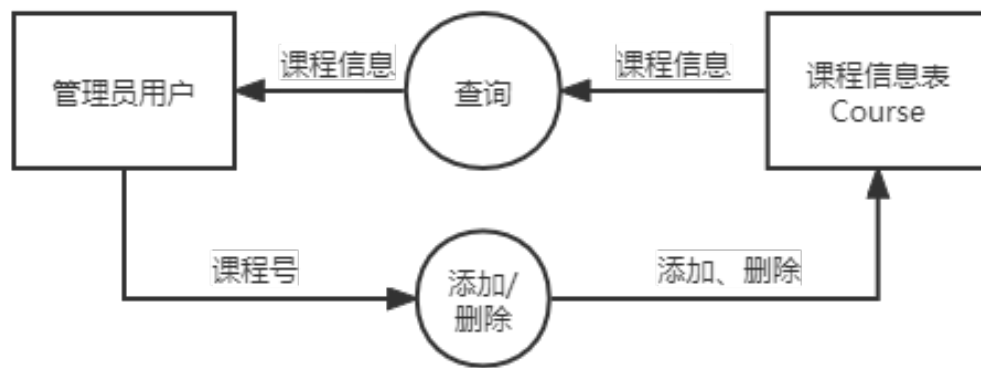 管理员用户
课程信息
查询
课程信息
课程信息表
Course
课程号
添加/
删除
添加、删除